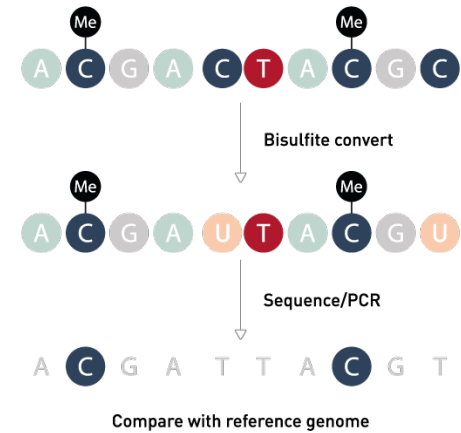 Me Me
A C G A C T A C G C
Bisulfite convert
Me Me
A C G A U T A C G U
Sequence/PCR
A C G A T T A C G T
Compare with reference genome